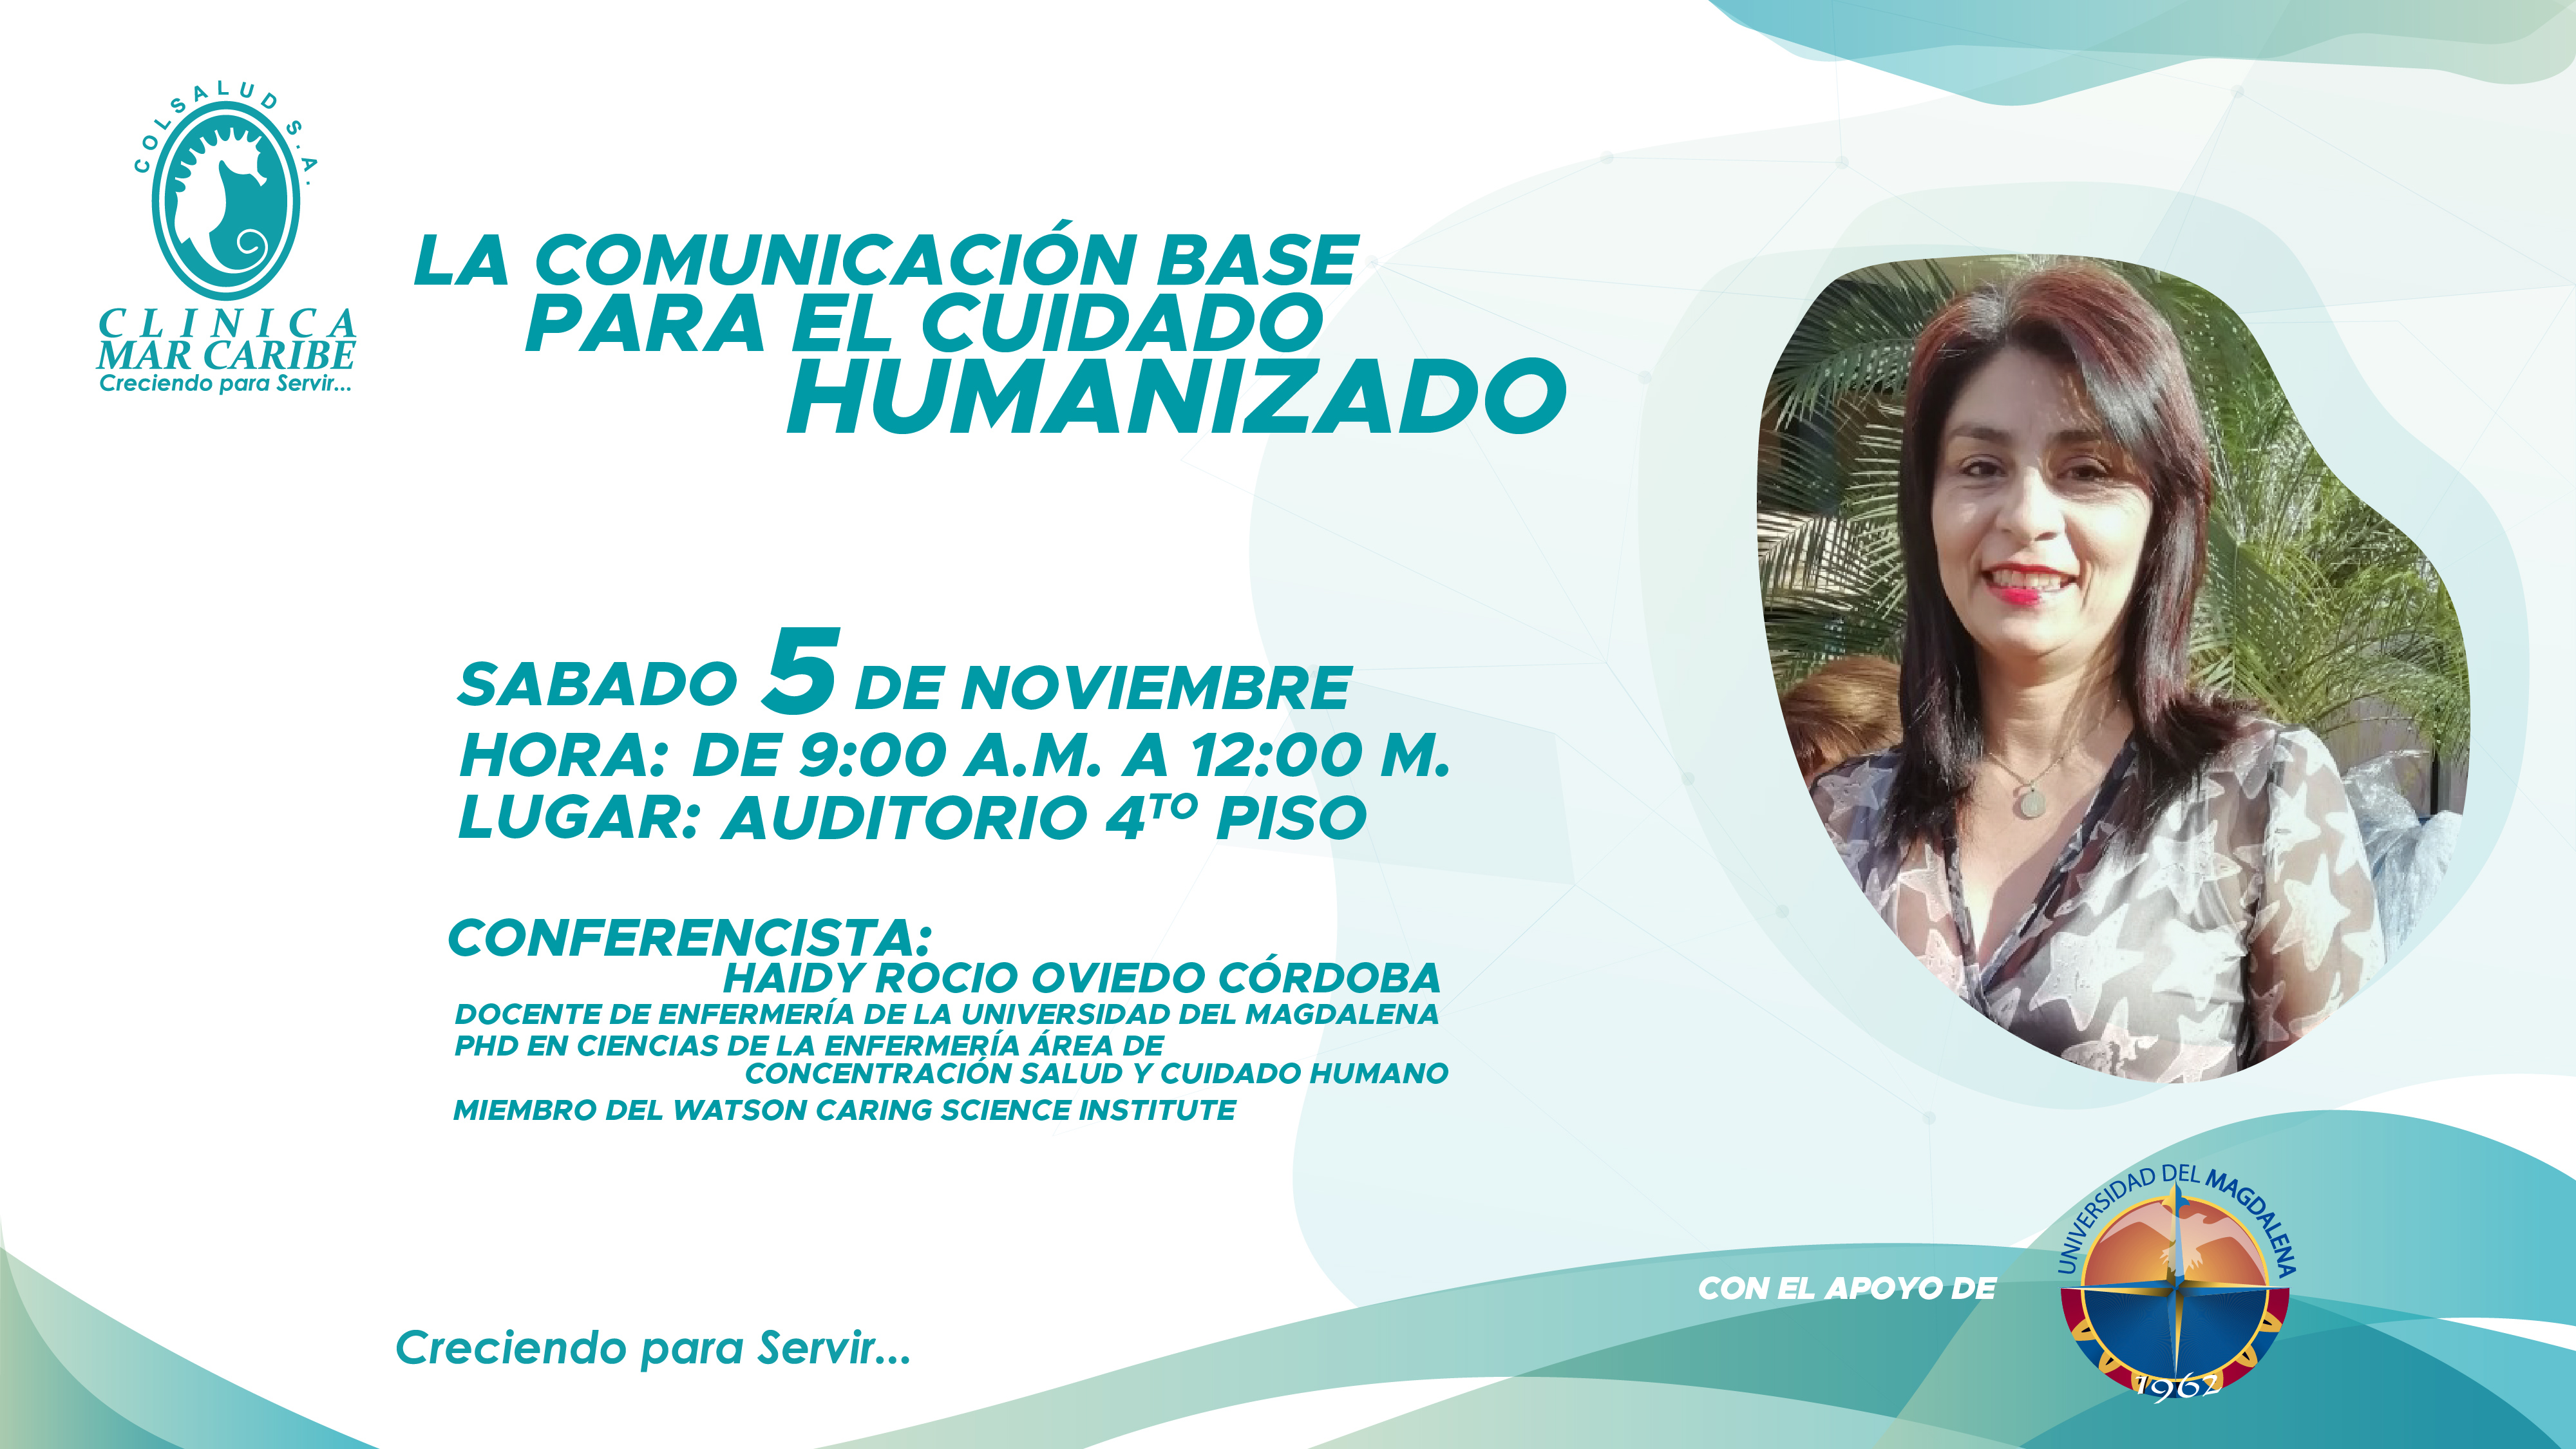 COLSALUD S.A.
CLINICA
MAR CARIBE
Creciendo para Servir...
LA COMUNICACIÓN BASE
PARA EL CUIDADO
HUMANIZADO
SABADO 5 DE NOVIEMBRE
HORA: DE 9:00 A.M. A 12:00 M.
LUGAR: AUDITORIO 4TO PISO
CONFERENCISTA:
HAIDY ROCIO OVIEDO CÓRDOBA
DOCENTE DE ENFERMERÍA DE LA UNIVERSIDAD DEL MAGDALENA
PHD EN CIENCIAS DE LA ENFERMERÍA ÁREA DE
CONCENTRACIÓN SALUD Y CUIDADO HUMANO
MIEMBRO DEL WATSON CARING SCIENCE INSTITUTE
CON EL APOYO DE
UNIVERSIDAD DEL MAGDALENA
1962
Creciendo para Servir...